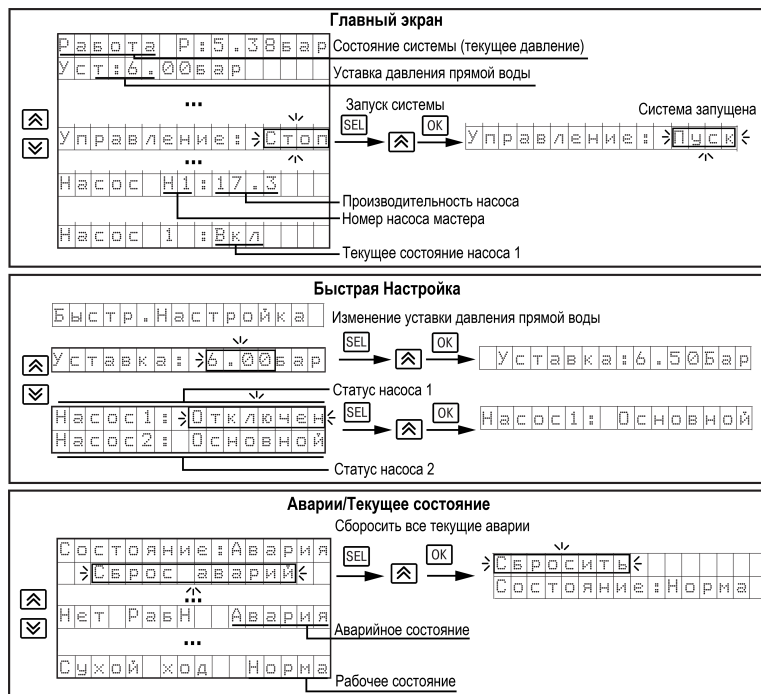 Главный экран
Работа Р:5.38бар
Состояние системы (текущее давление)
Уст:6.00бар
Уставка давления прямой воды
...
Запуск системы
Система запущена
Управление: Стоп
SEL
OK
Управление: Пуск
...
Насос Н1:17.3
Производительность насоса
Номер насоса мастера
Насос 1 :Вкл
Текущее состояние насоса 1
Быстрая Настройка
Быстр.Настройка
Изменение уставки давления прямой воды
Уставка: 6.00бар
SEL
OK
Уставка:6.50Бар
Статус насоса 1
Насос1: Отключен
SEL
OK
Насос1: Основной
Насос2: Основной
Статус насоса 2
Аварии/Текущее состояние
Сборосить все текущие аварии
Состояние:Авария
SEL
OK
Сбросить
Сброс аварий
Состояние:Норма
...
Нет РабН Авария
Аварийное состояние
...
Сухой ход Норма
Рабочее состояние